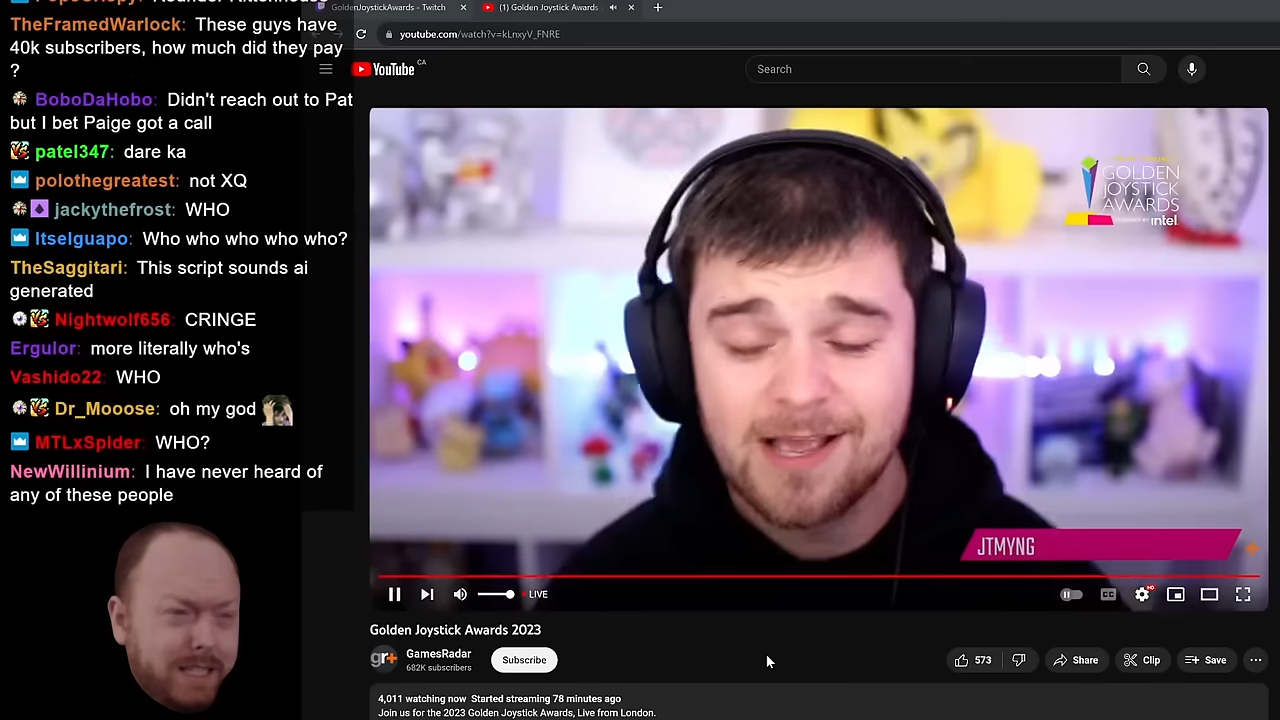 TheFramedWarlock: These guys have
40k subscribers, how much did they pay
?
BoboDaHobo: Didn't reach out to Pat
but I bet Paige got a call
patel347: dare ka
polothegreatest: not XQ
jackythefrost: WHO
ItseIguapo: Who who who who who?
TheSaggitari: This script sounds ai
generated
Nightwolf656: CRINGE
Ergulor: more literally who's
Vashido22: WHO
Dr_Mooose: oh my god
MTLxSpider: WHO?
NewWillinium: I have never heard of
any of these people
GoldenJoystickAwards - Twitch
(1) Golden Joystick Awards
youtube.com/watch?v=kLnxyV_FNRE
YouTube CA
Search
GOLDEN
JOYSTICK
AWARDS
intel
JTMYNG
LIVE
CC
HD
Golden Joystick Awards 2023
gr+
GamesRadar
682K subscribers
Subscribe
573
Share
Clip
Save
4,011 watching now Started streaming 78 minutes ago
Join us for the 2023 Golden Joystick Awards, Live from London.